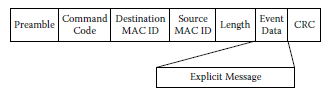 Preamble
Command
Code
Destination
MAC ID
Source
MAC ID
Length
Event
Data
CRC
Explicit Message